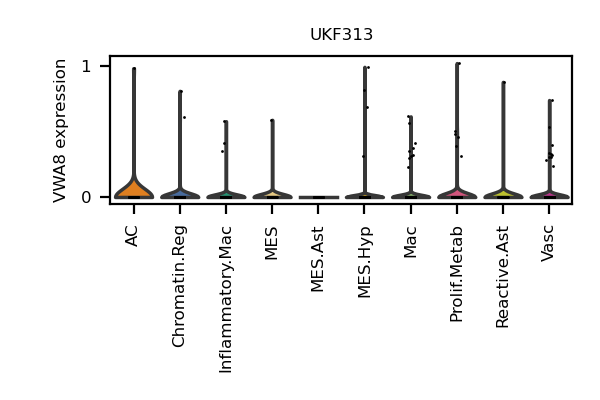 UKF313
VWA8 expression
1
0
AC
Chromatin.Reg
Inflammatory.Mac
MES
MES.Ast
MES.Hyp
Mac
Prolif.Metab
Reactive.Ast
Vasc